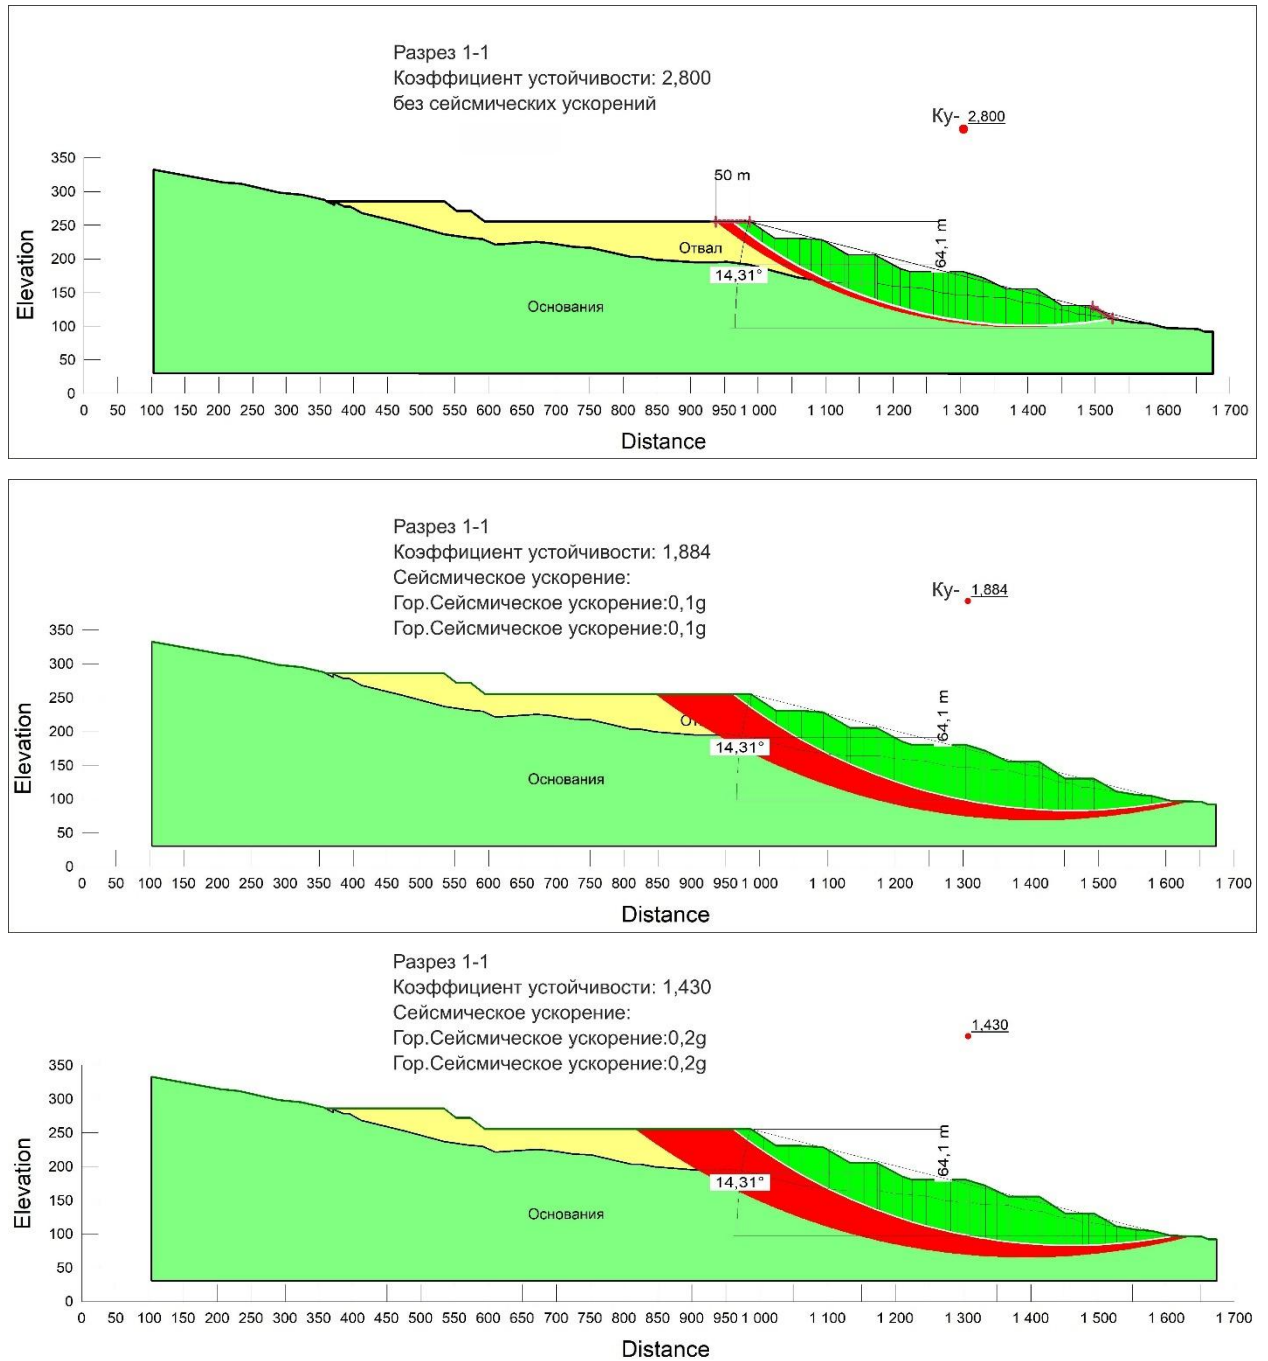 Разрез 1-1
Коэффициент устойчивости: 2,800
без сейсмических ускорений
Ку- 2,800
350
300
250
200
150
100
50
0
Elevation
50 m
Отвал
14,31°
64,1 m
Основания
0 50 100 150 200 250 300 350 400 450 500 550 600 650 700 750 800 850 900 950 1 000 1 100 1 200 1 300 1 400 1 500 1 600 1 700
Distance
Разрез 1-1
Коэффициент устойчивости: 1,884
Сейсмическое ускорение:
Гор.Сейсмическое ускорение:0,1g
Гор.Сейсмическое ускорение:0,1g
Ку- 1,884
350
300
250
200
150
100
50
0
Elevation
От
14,31°
64,1 m
Основания
0 50 100 150 200 250 300 350 400 450 500 550 600 650 700 750 800 850 900 950 1 000 1 100 1 200 1 300 1 400 1 500 1 600 1 700
Distance
Разрез 1-1
Коэффициент устойчивости: 1,430
Сейсмическое ускорение:
Гор.Сейсмическое ускорение:0,2g
Гор.Сейсмическое ускорение:0,2g
1,430
350
300
250
200
150
100
50
0
Elevation
14,31°
64,1 m
Основания
0 50 100 150 200 250 300 350 400 450 500 550 600 650 700 750 800 850 900 950 1 000 1 100 1 200 1 300 1 400 1 500 1 600 1 700
Distance